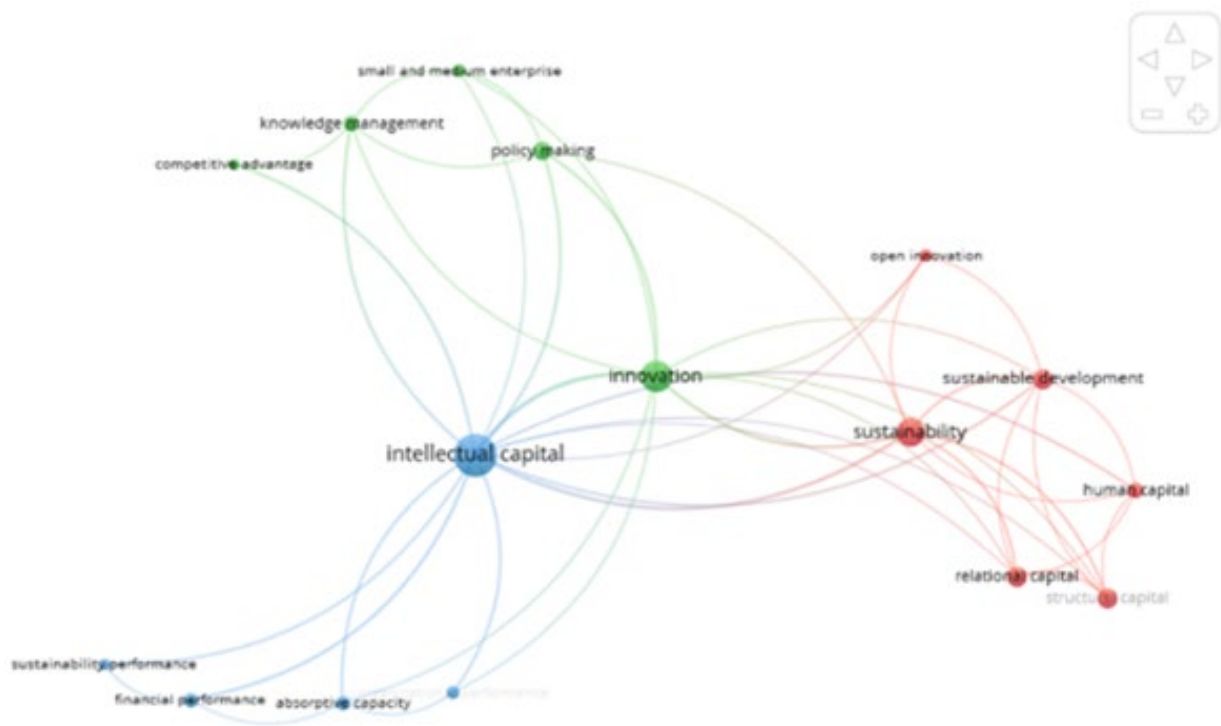 small and medium enterprise
knowledge management
policy making
competitive advantage
open innovation
innovation
sustainable development
sustainability
intellectual capital
human capital
relational capital
structural capital
sustainability performance
financial performance
absorptive capacity